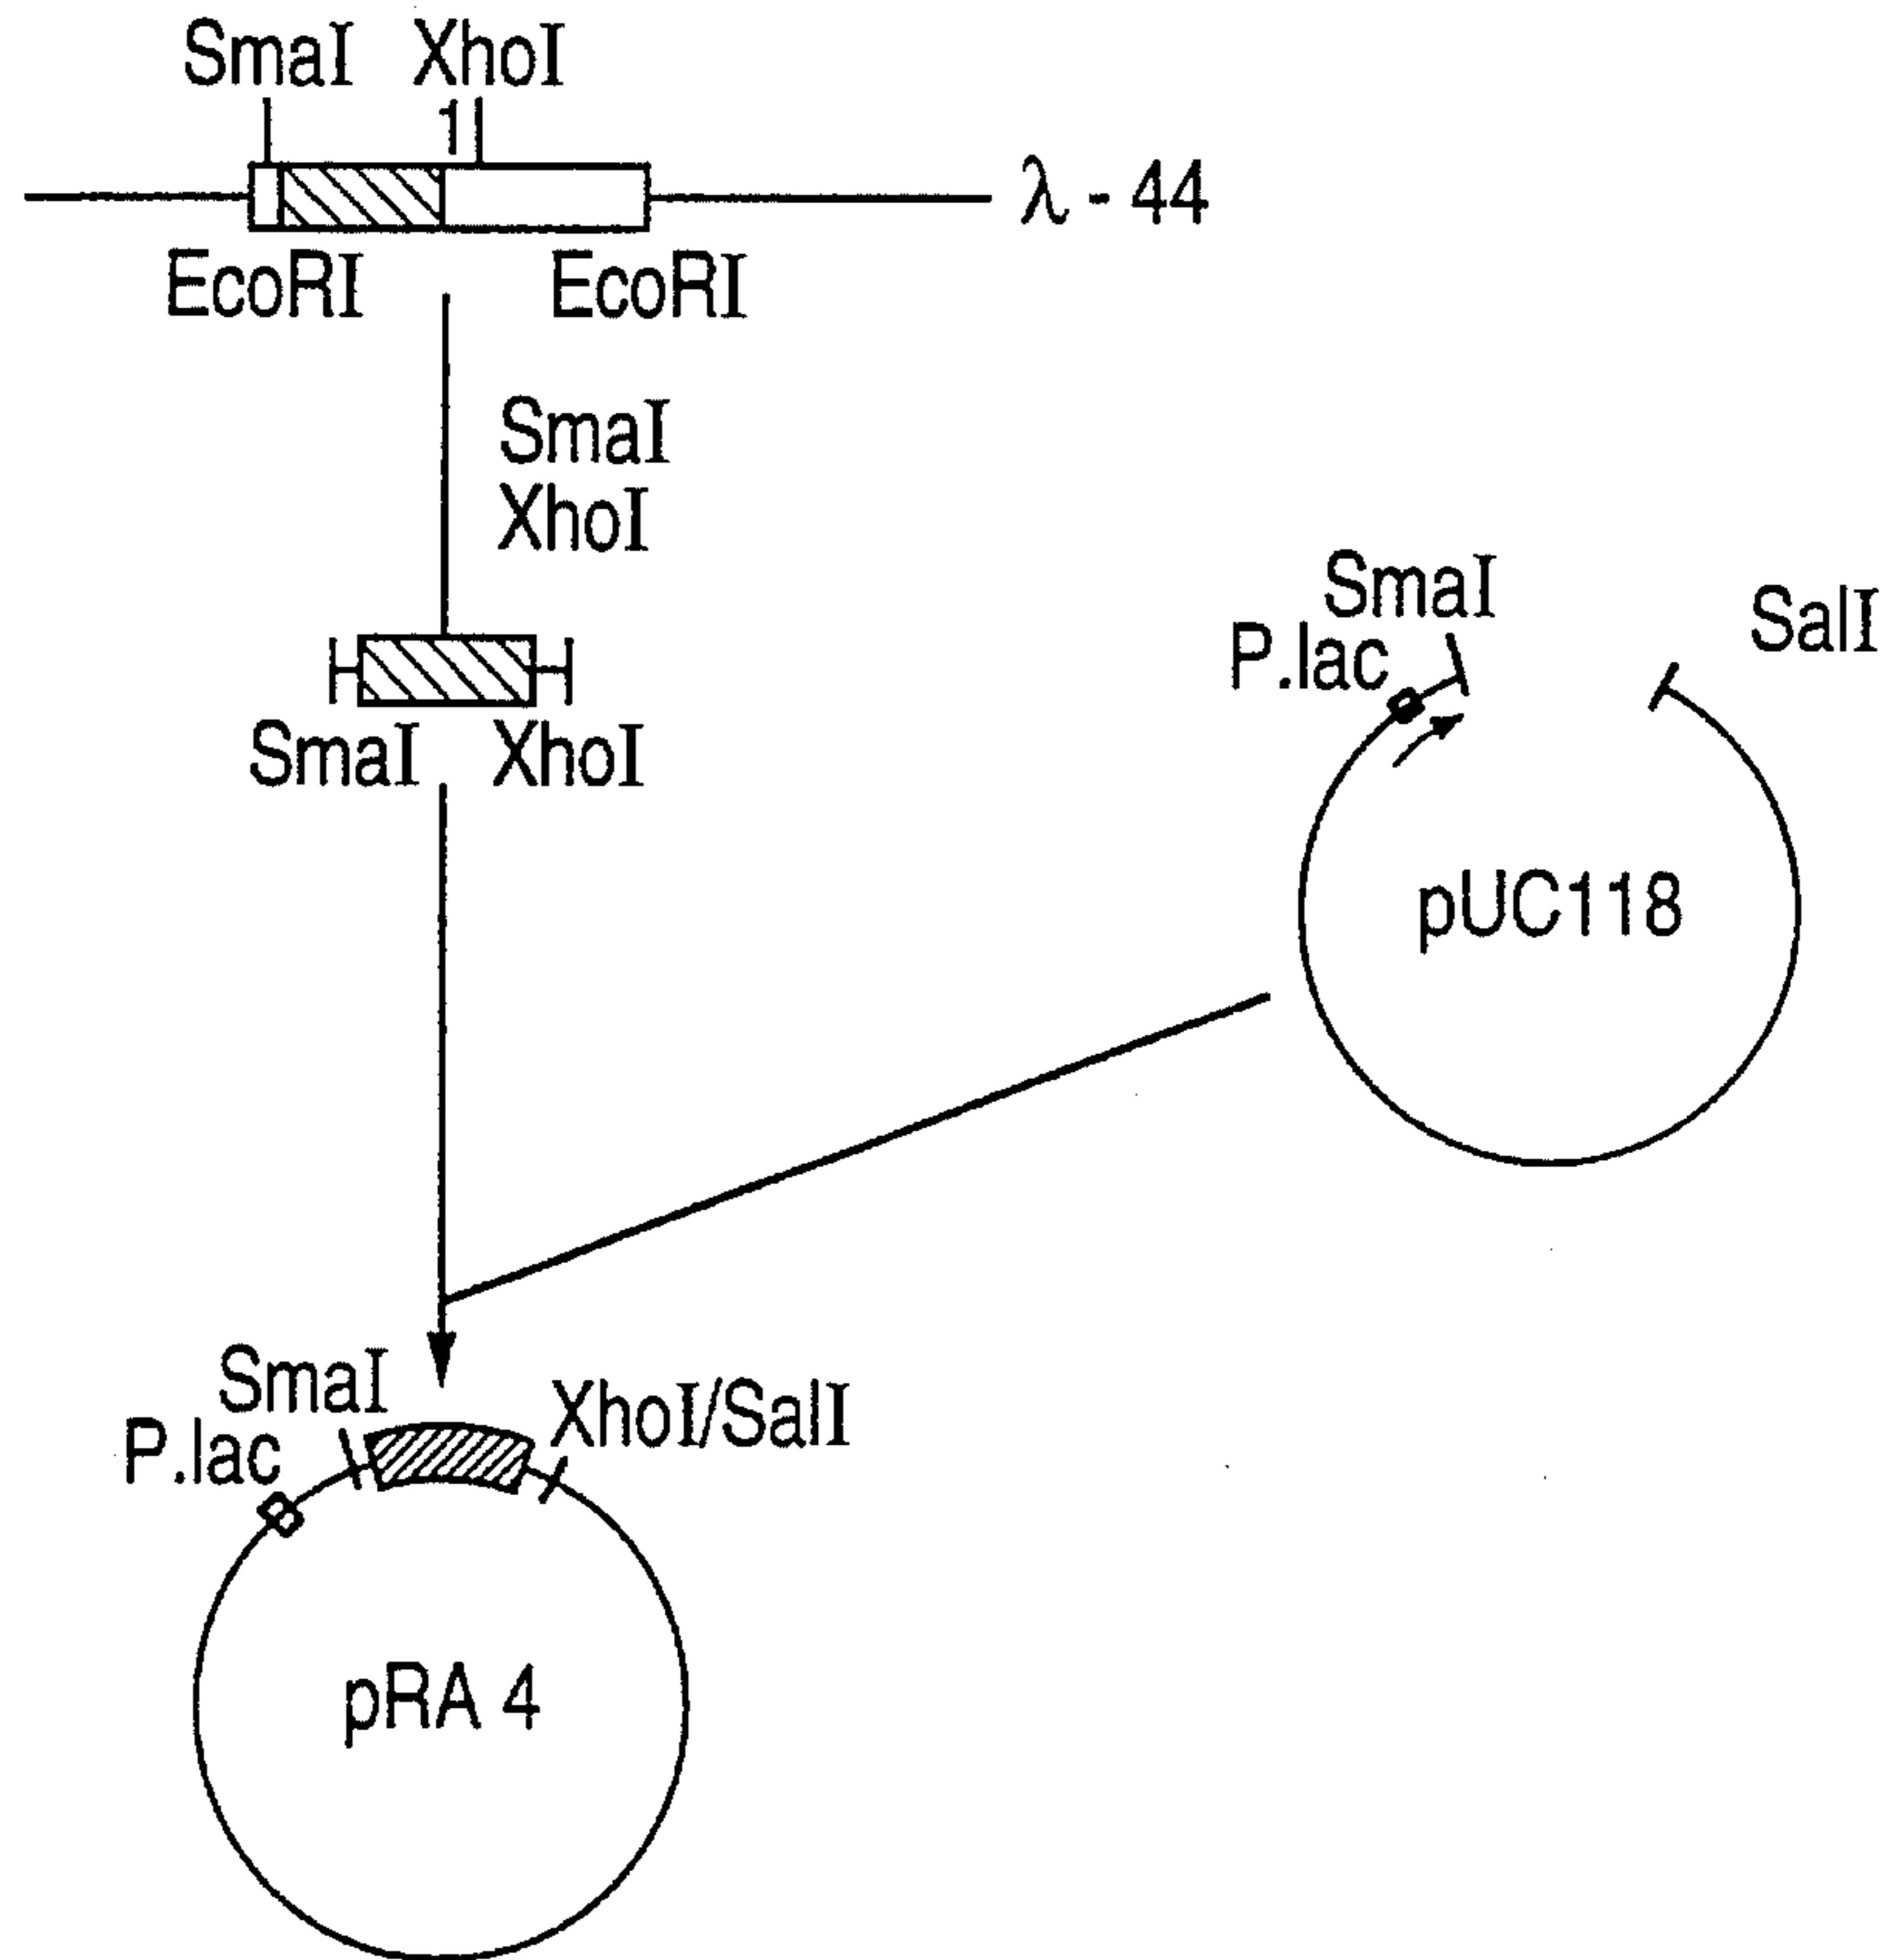 SmaI XhoI
1
λ - 44
EcoRI EcoRI
SmaI
XhoI
SmaI XhoI
SmaI
P.lac
SalI
pUC118
SmaI
P.lac
XhoI/SalI
pRA 4